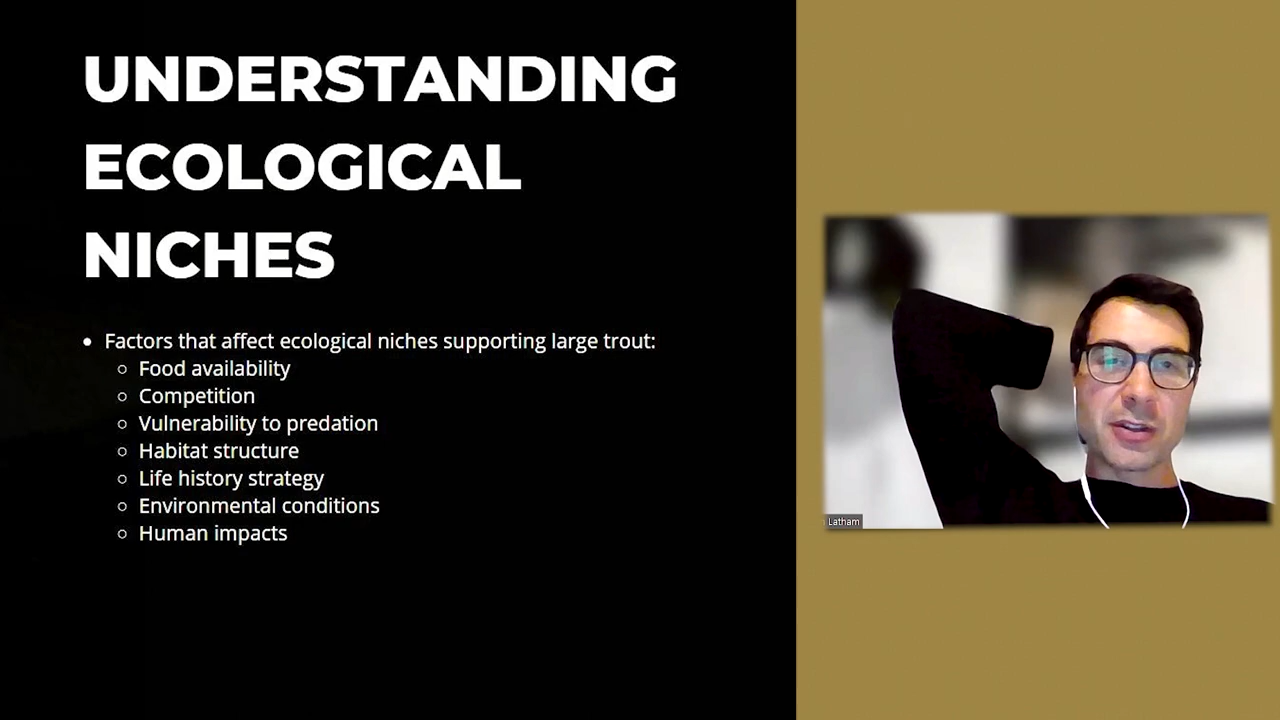 UNDERSTANDING
ECOLOGICAL
NICHES
• Factors that affect ecological niches supporting large trout:
○ Food availability
○ Competition
○ Vulnerability to predation
○ Habitat structure
○ Life history strategy
○ Environmental conditions
○ Human impacts
Latham